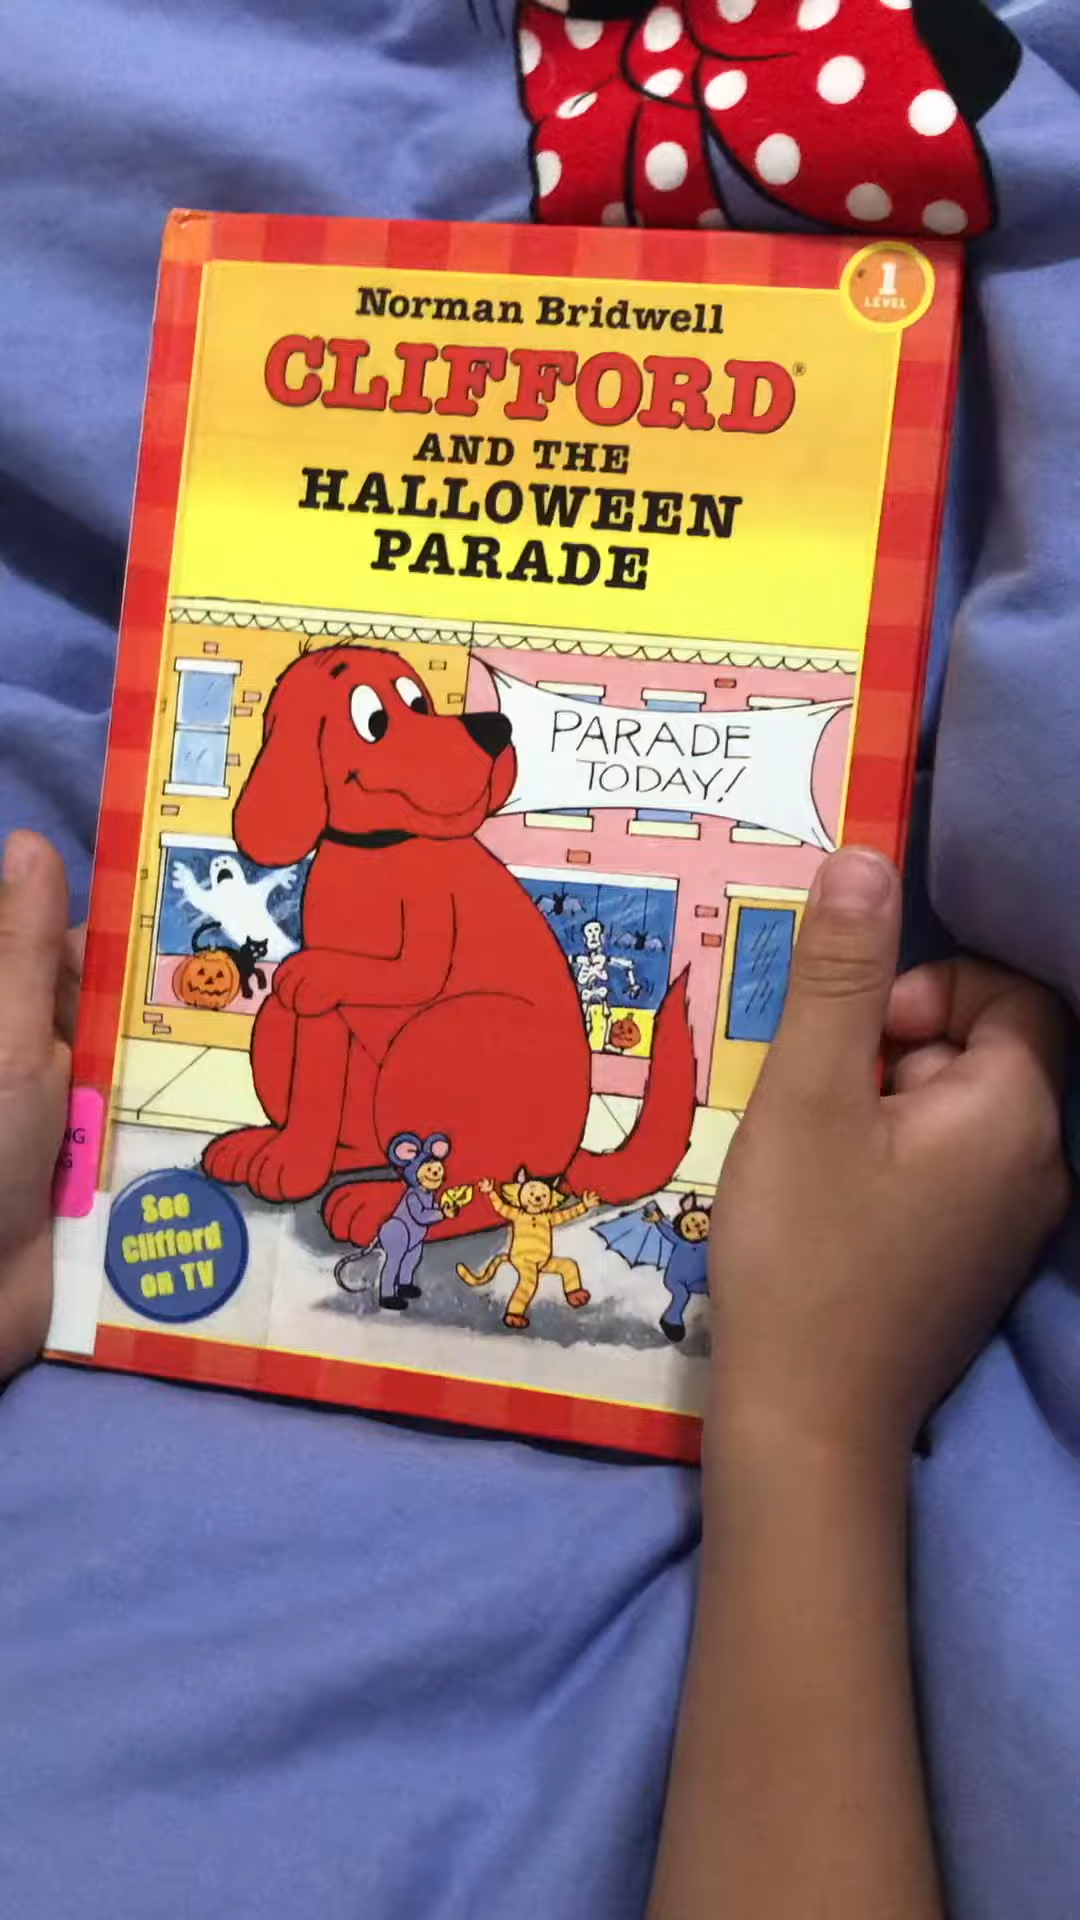 1
LEVEL
Norman Bridwell
CLIFFORD®
AND THE
HALLOWEEN
PARADE
PARADE
TODAY!
See
Clifford
on TV